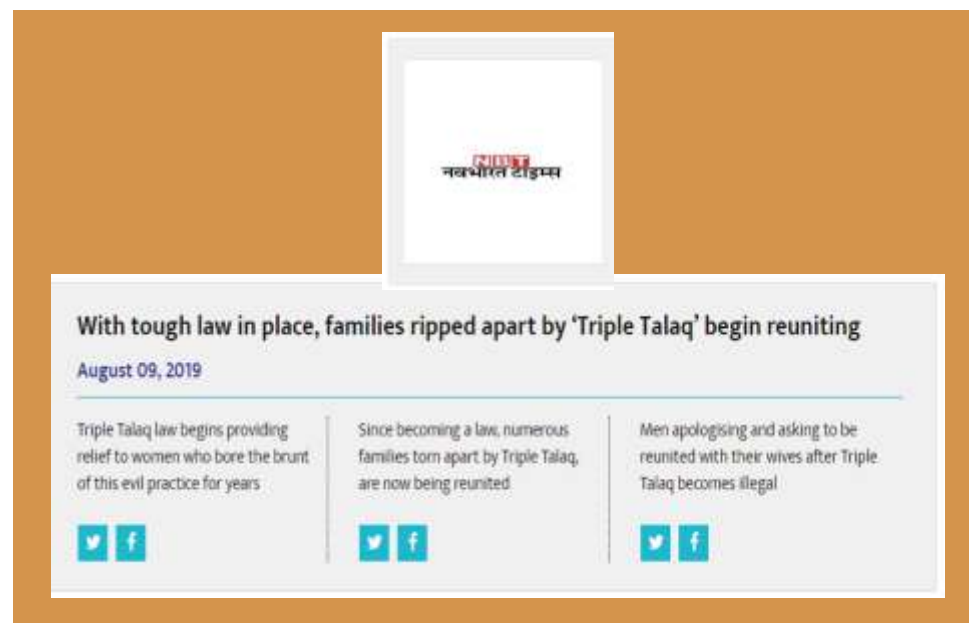 NBT
नवभारत टाइम्स
With tough law in place, families ripped apart by ‘Triple Talaq’ begin reuniting
August 09, 2019
Triple Talaq law begins providing
relief to women who bore the brunt
of this evil practice for years
Since becoming a law, numerous
families torn apart by Triple Talaq,
are now being reunited
Men apologising and asking to be
reunited with their wives after Triple
Talaq becomes illegal